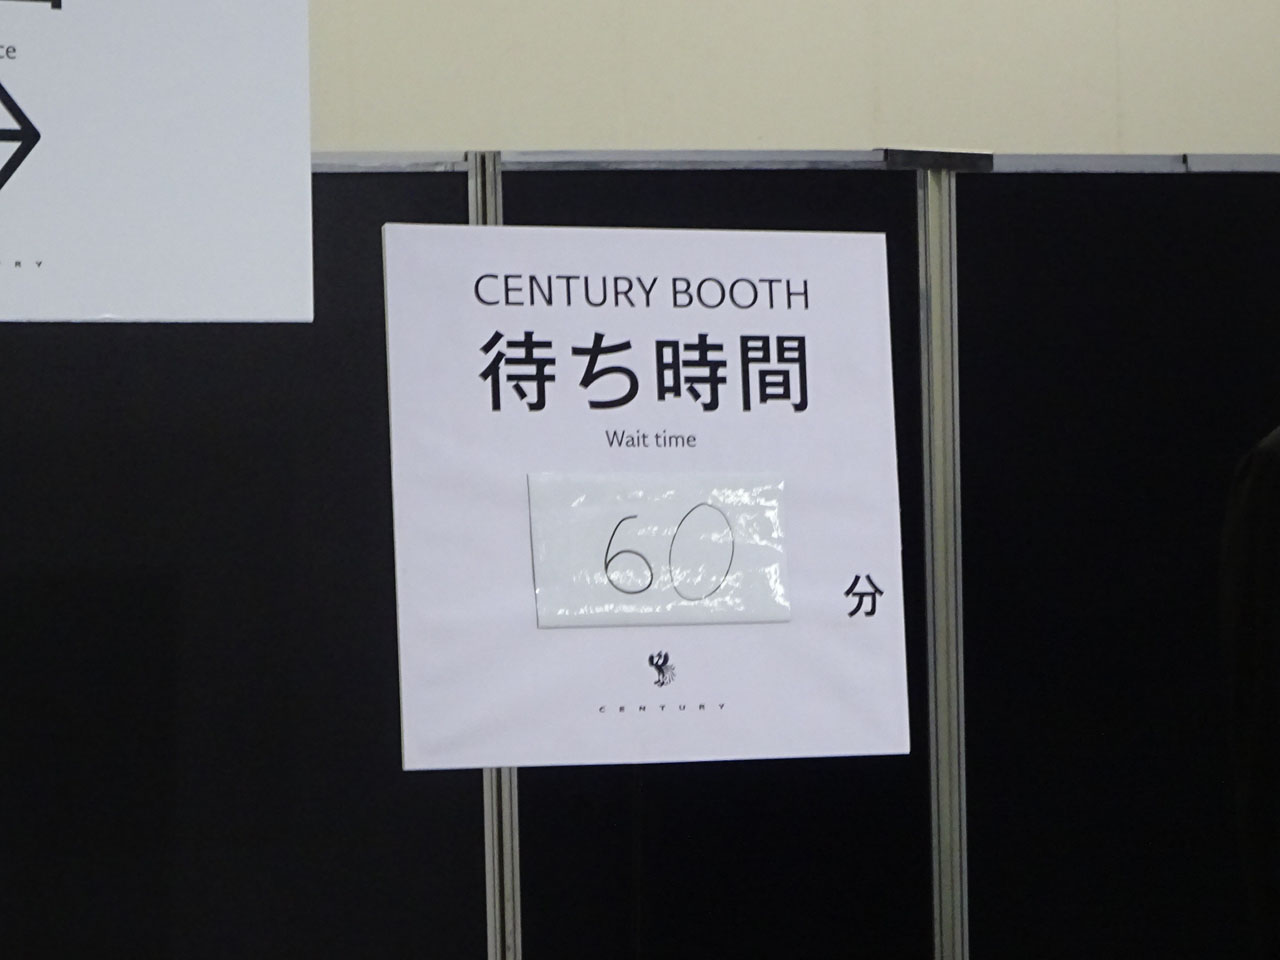 CENTURY BOOTH
待ち時間
Wait time
60
分
CENTURY